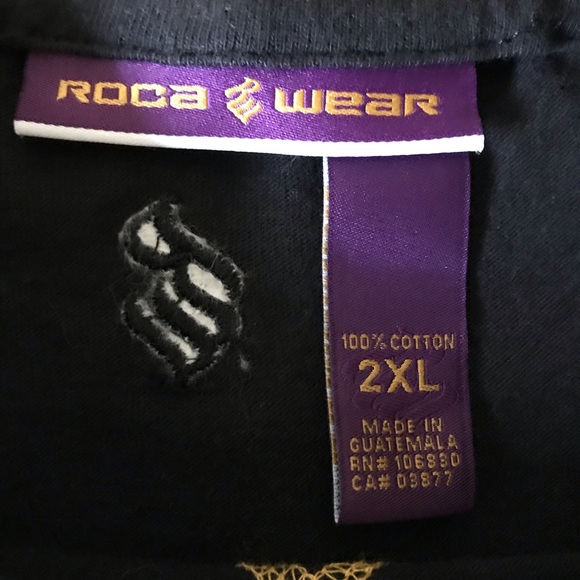 ROCA WEAR
100% COTTON
2XL
MADE IN
GUATEMALA
RN# 106830
CA# 03877